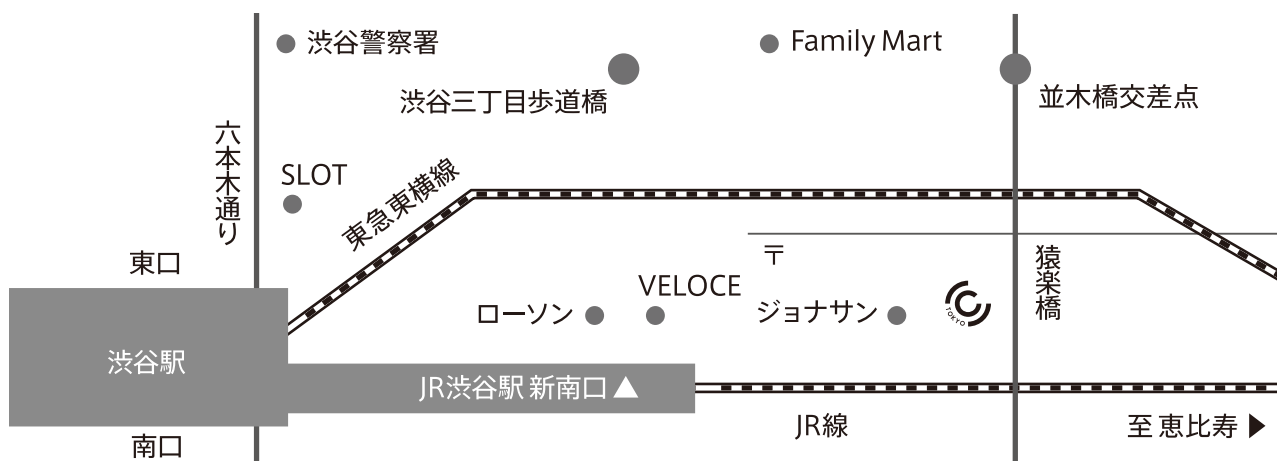 渋谷警察署
Family Mart
渋谷三丁目歩道橋
並木橋交差点
六本木通り
SLOT
東急東横線
東口
〒
猿楽橋
VELOCE
ローソン
ジョナサン
TOKYO
渋谷駅
JR渋谷駅 新南口▲
JR線
至 恵比寿▶
南口